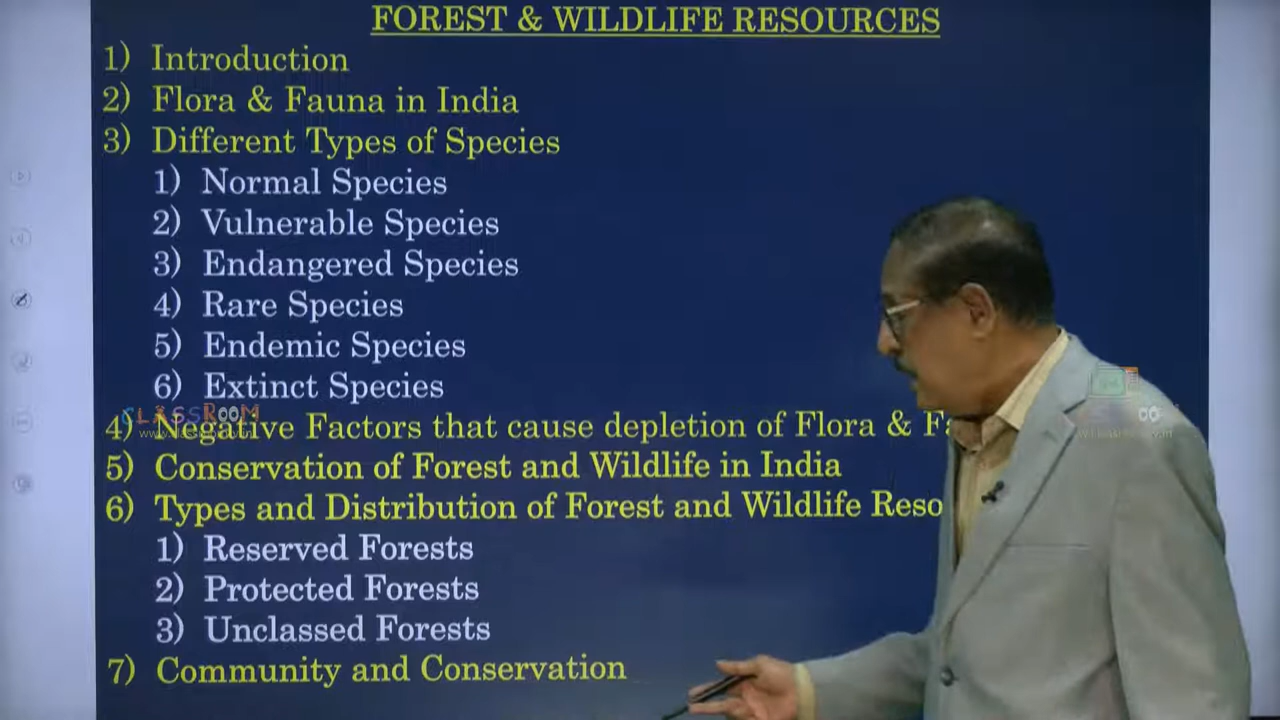 FOREST & WILDLIFE RESOURCES
1) Introduction
2) Flora & Fauna in India
3) Different Types of Species
1) Normal Species
2) Vulnerable Species
3) Endangered Species
4) Rare Species
5) Endemic Species
6) Extinct Species
CLASSROOM
4) Negative Factors that cause depletion of Flora & Fa
5) Conservation of Forest and Wildlife in India
6) Types and Distribution of Forest and Wildlife Reso
1) Reserved Forests
2) Protected Forests
3) Unclassed Forests
7) Community and Conservation